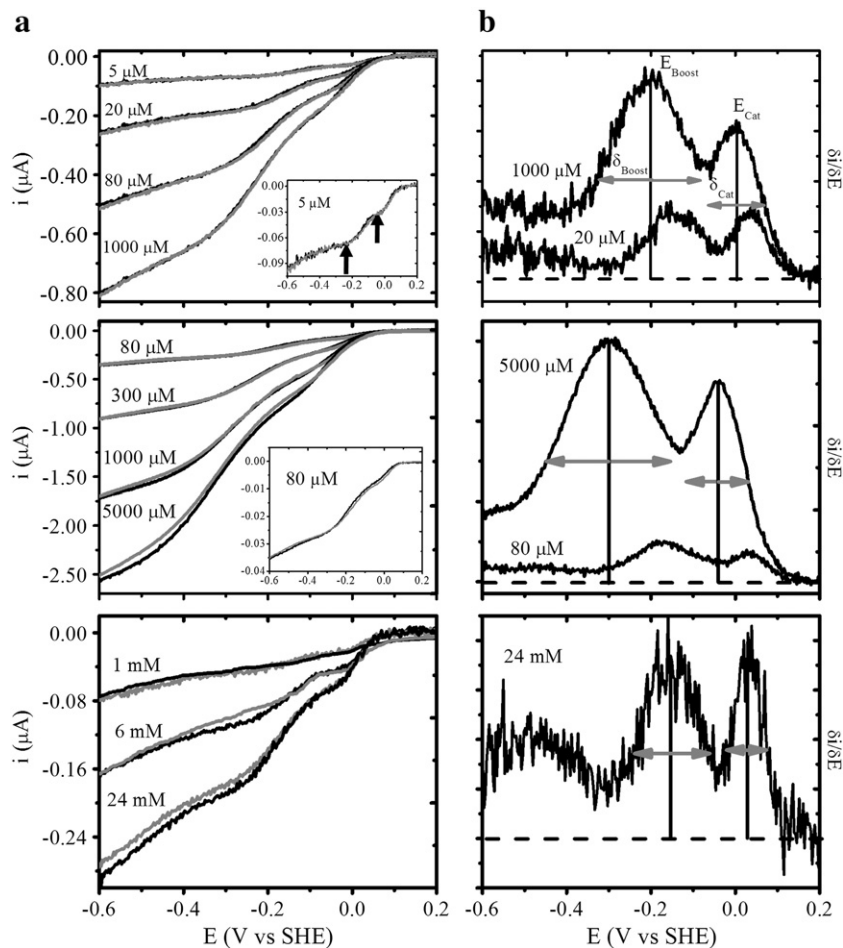 a
b
0.00
-0.20
-0.40
-0.60
-0.80
i (μA)
5 μM
20 μM
80 μM
1000 μM
5 μM
0.00
-0.03
-0.06
-0.09
-0.6 -0.4 -0.2 0.0 0.2
E Boost
E Cat
δ Boost
δ Cat
1000 μM
20 μM
δi/δE
0.00
-0.50
-1.00
-1.50
-2.00
-2.50
i (μA)
80 μM
300 μM
1000 μM
5000 μM
80 μM
0.00
-0.01
-0.02
-0.03
-0.04
-0.6 -0.4 -0.2 0.0 0.2
5000 μM
80 μM
δi/δE
0.00
-0.08
-0.16
-0.24
i (μA)
1 mM
6 mM
24 mM
-0.6 -0.4 -0.2 0.0 0.2
E (V vs SHE)
24 mM
δi/δE
-0.6 -0.4 -0.2 0.0 0.2
E (V vs SHE)